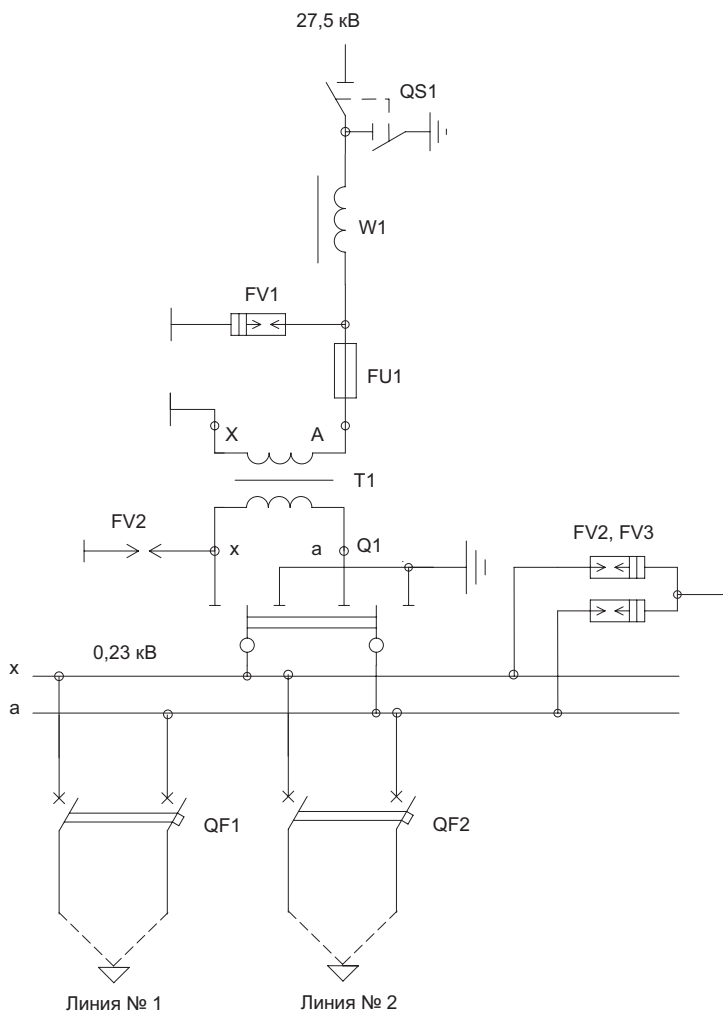 27,5 кВ
QS1
W1
FV1
FU1
X
A
T1
FV2
x
a
Q1
FV2, FV3
0,23 кВ
x
a
QF1
QF2
Линия № 1
Линия № 2